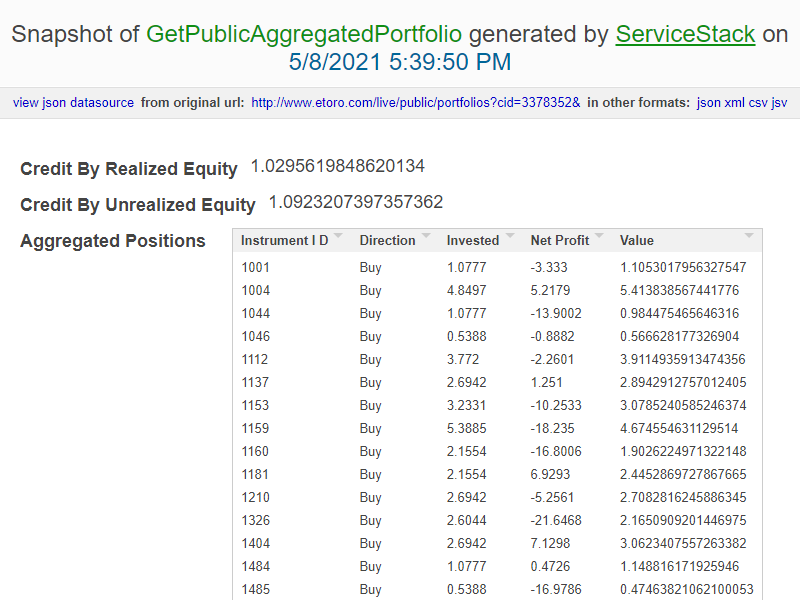 Snapshot of GetPublicAggregatedPortfolio generated by ServiceStack on
5/8/2021 5:39:50 PM
view json datasource from original url: http://www.etoro.com/live/public/portfolios?cid=3378352& in other formats: json xml csv jsv
Credit By Realized Equity 1.0295619848620134
Credit By Unrealized Equity 1.0923207397357362
Aggregated Positions Instrument I D Direction Invested Net Profit Value
1001 Buy 1.0777 -3.333 1.1053017956327547
1004 Buy 4.8497 5.2179 5.413838567441776
1044 Buy 1.0777 -13.9002 0.984475465646316
1046 Buy 0.5388 -0.8882 0.566628177326904
1112 Buy 3.772 -2.2601 3.9114935913474356
1137 Buy 2.6942 1.251 2.8942912757012405
1153 Buy 3.2331 -10.2533 3.0785240585246374
1159 Buy 5.3885 -18.235 4.674554631129514
1160 Buy 2.1554 -16.8006 1.9026224971322148
1181 Buy 2.1554 6.9293 2.4452869727867665
1210 Buy 2.6942 -5.2561 2.7082816245886345
1326 Buy 2.6044 -21.6468 2.1650909201446975
1404 Buy 2.6942 7.1298 3.0623407557263382
1484 Buy 1.0777 0.4726 1.148816171925946
1485 Buy 0.5388 -16.9786 0.47463821062100053